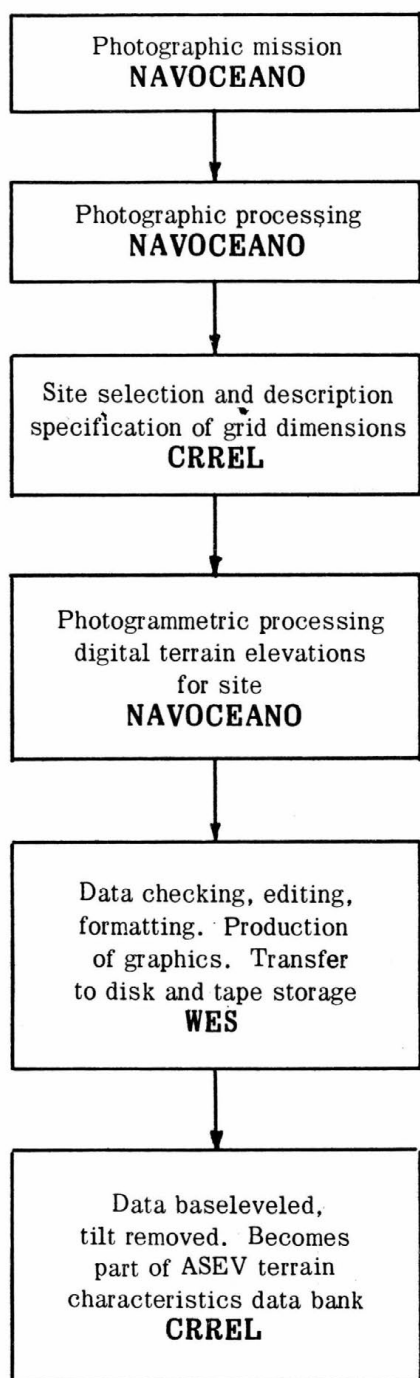 Photographic mission
NAVOCEANO
Photographic processing
NAVOCEANO
Site selection and description
specification of grid dimensions
CRREL
Photogrammetric processing
digital terrain elevations
for site
NAVOCEANO
Data checking, editing,
formatting. Production
of graphics. Transfer
to disk and tape storage
WES
Data baseleveled,
tilt removed. Becomes
part of ASEV terrain
characteristics data bank
CRREL